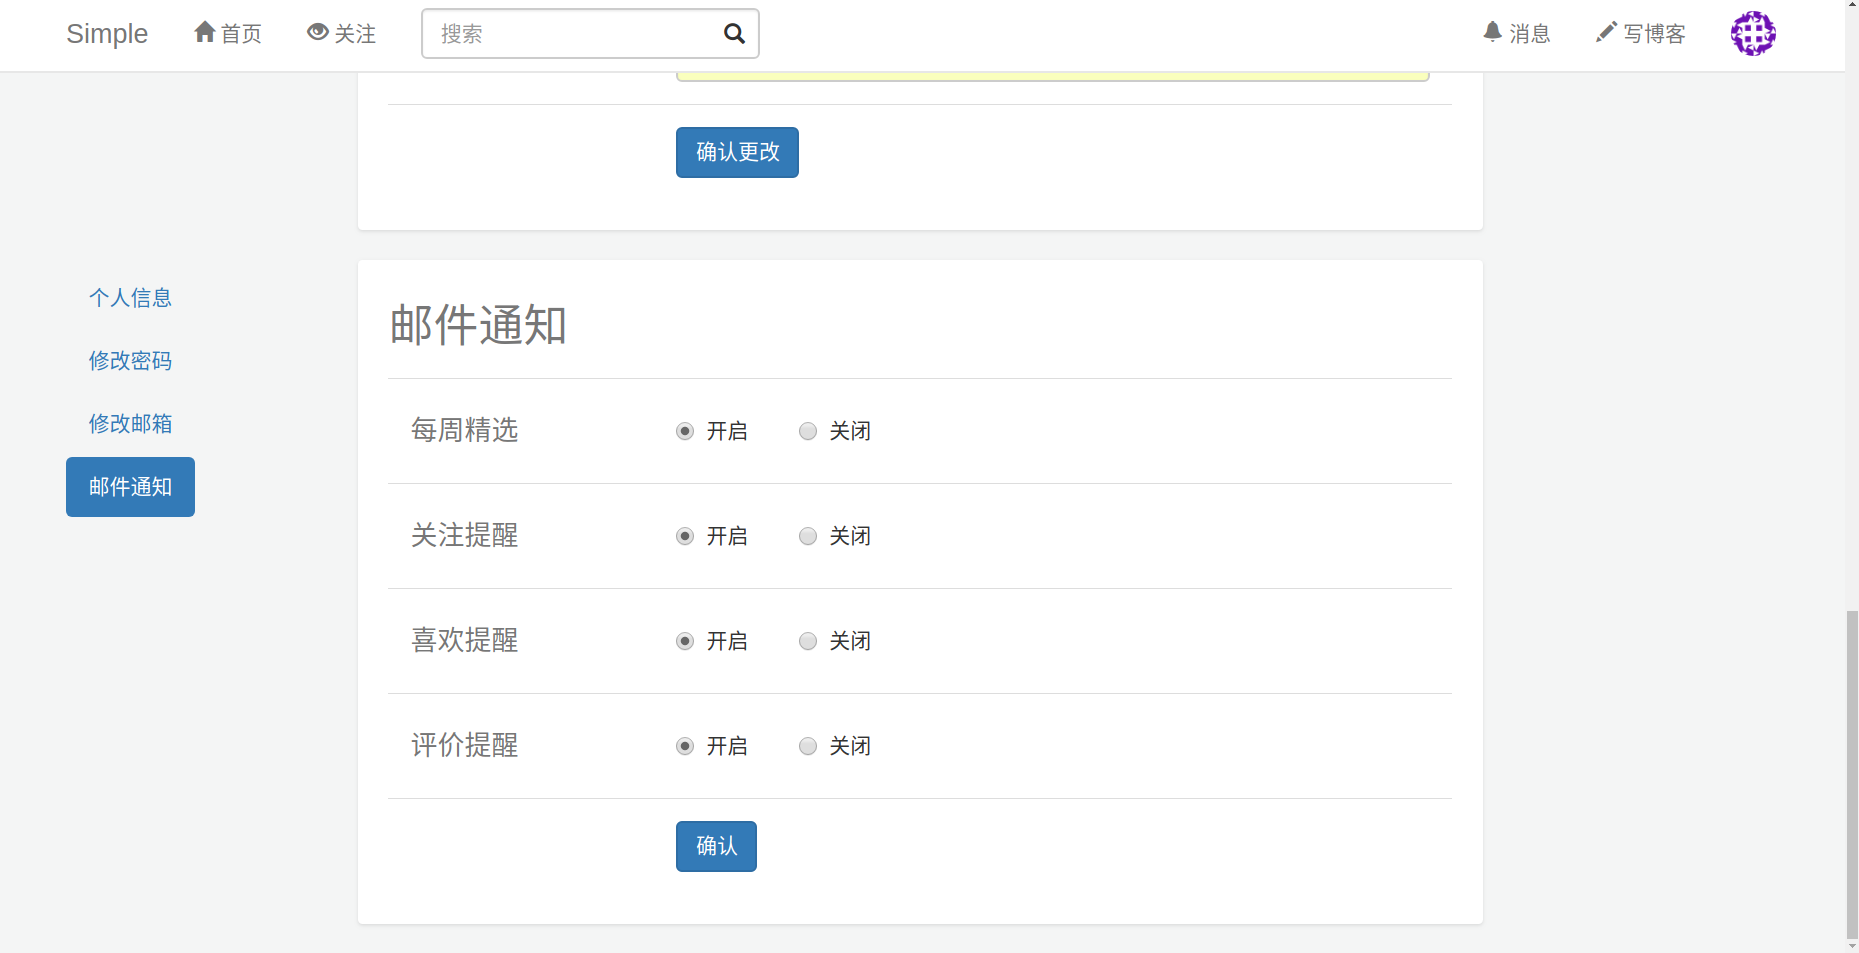 Simple 首页 关注 搜索 消息 写博客
确认更改
个人信息
修改密码
修改邮箱
邮件通知
邮件通知
每周精选 开启 关闭
关注提醒 开启 关闭
喜欢提醒 开启 关闭
评价提醒 开启 关闭
确认